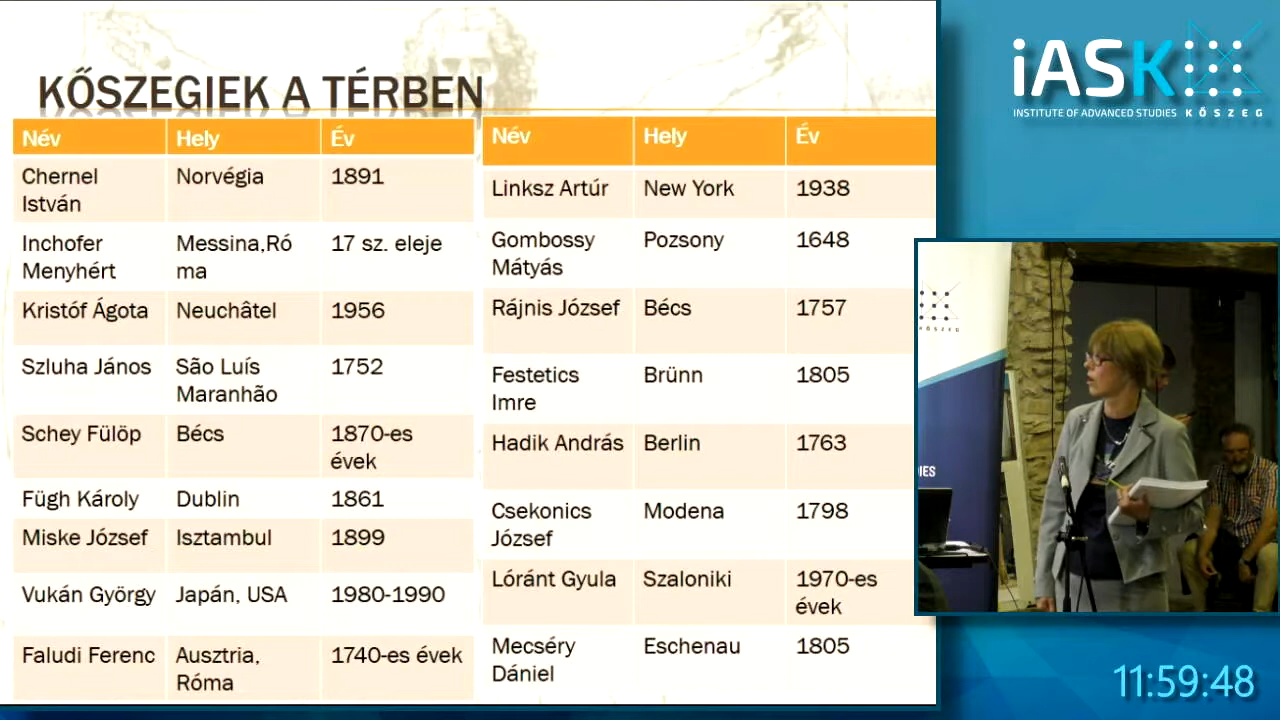 KŐSZEGIEK A TÉRBEN
Név Hely Év
Chernel Norvégia 1891
István
Inchofer Messina,Ró 17 sz. eleje
Menyhért ma
Kristóf Ágota Neuchâtel 1956
Szluha János São Luís 1752
Maranhão
Schey Fülöp Bécs 1870-es
évek
Fügh Károly Dublin 1861
Miske József Isztambul 1899
Vukán György Japán, USA 1980-1990
Faludi Ferenc Ausztria, 1740-es évek
Róma
Név Hely Év
Linksz Artúr New York 1938
Gombossy Pozsony 1648
Mátyás
Rájnis József Bécs 1757
Festetics Brünn 1805
Imre
Hadik András Berlin 1763
Csekonics Modena 1798
József
Lóránt Gyula Szaloniki 1970-es
évek
Mecséry Eschenau 1805
Dániel
iASK
INSTITUTE OF ADVANCED STUDIES KŐSZEG
KŐSZEG
DIES
11:59:48